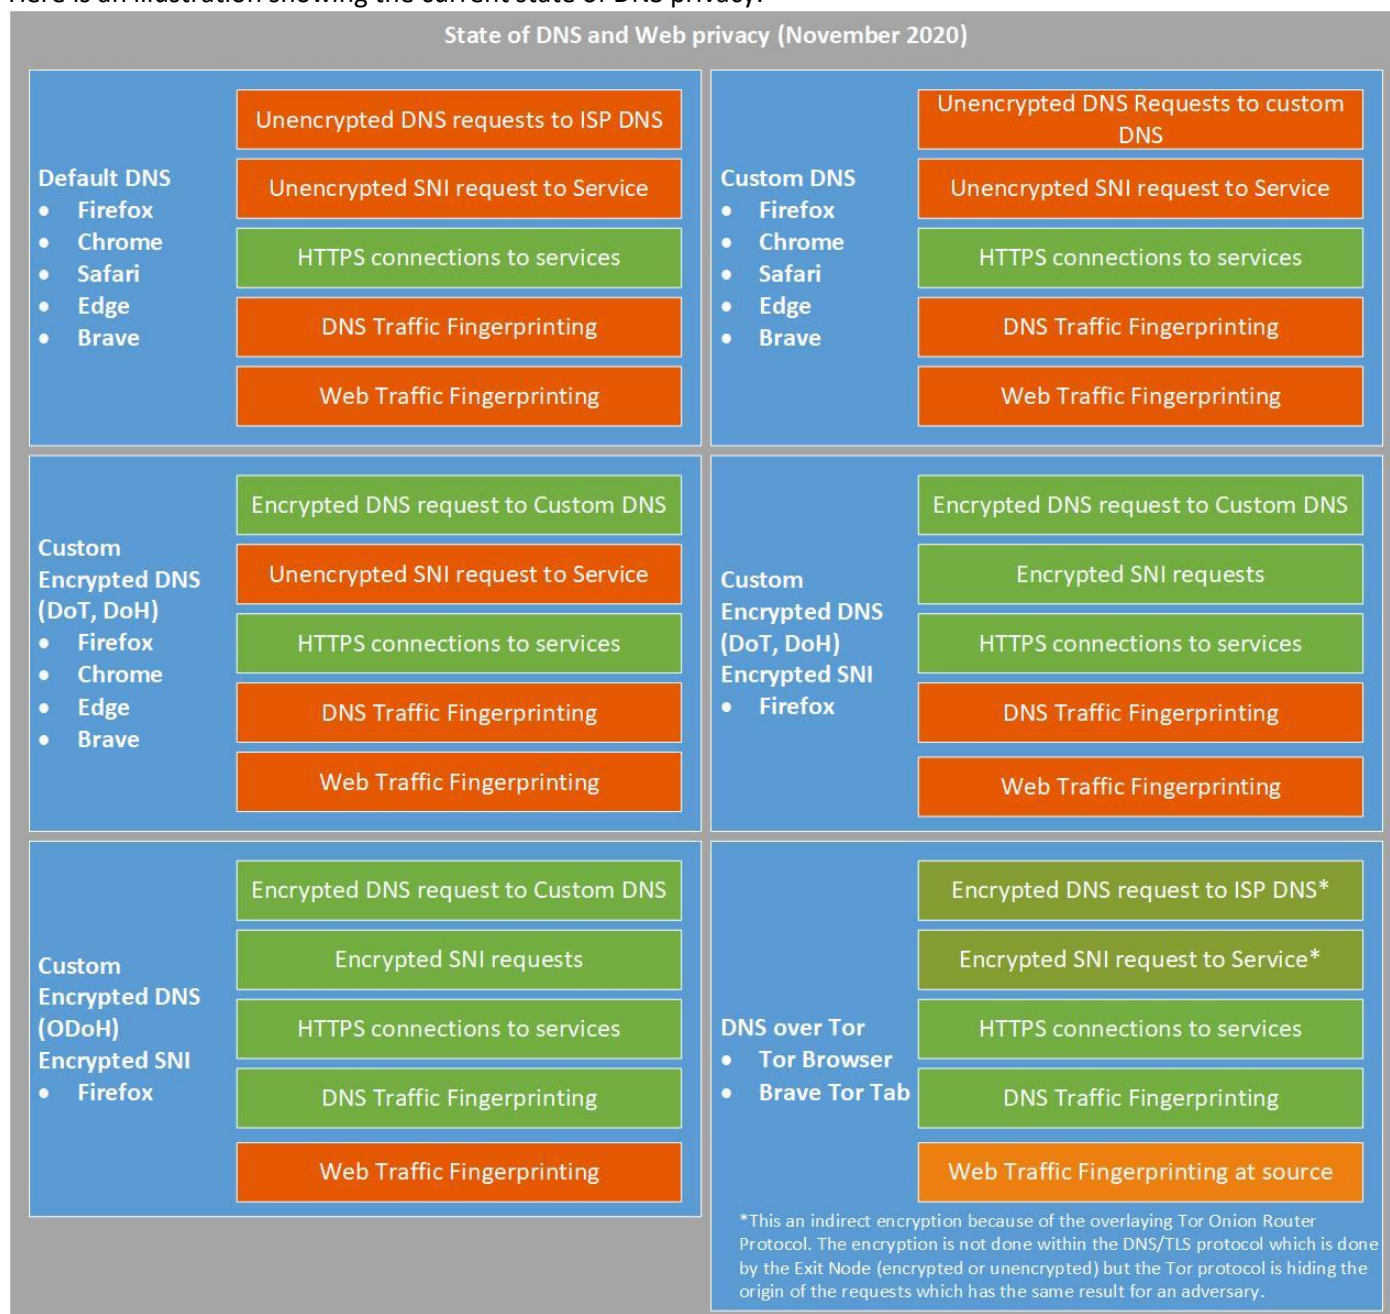 Here is an illustration showing the current state of DNS privacy:
State of DNS and Web privacy (November 2020)
Default DNS
• Firefox
• Chrome
• Safari
• Edge
• Brave
Unencrypted DNS requests to ISP DNS
Unencrypted SNI request to Service
HTTPS connections to services
DNS Traffic Fingerprinting
Web Traffic Fingerprinting
Custom DNS
• Firefox
• Chrome
• Safari
• Edge
• Brave
Unencrypted DNS Requests to custom
DNS
Unencrypted SNI request to Service
HTTPS connections to services
DNS Traffic Fingerprinting
Web Traffic Fingerprinting
Custom
Encrypted DNS
(DoT, DoH)
• Firefox
• Chrome
• Edge
• Brave
Encrypted DNS request to Custom DNS
Unencrypted SNI request to Service
HTTPS connections to services
DNS Traffic Fingerprinting
Web Traffic Fingerprinting
Custom
Encrypted DNS
(DoT, DoH)
Encrypted SNI
• Firefox
Encrypted DNS request to Custom DNS
Encrypted SNI requests
HTTPS connections to services
DNS Traffic Fingerprinting
Web Traffic Fingerprinting
Custom
Encrypted DNS
(ODoH)
Encrypted SNI
• Firefox
Encrypted DNS request to Custom DNS
Encrypted SNI requests
HTTPS connections to services
DNS Traffic Fingerprinting
Web Traffic Fingerprinting
DNS over Tor
• Tor Browser
• Brave Tor Tab
Encrypted DNS request to ISP DNS*
Encrypted SNI request to Service*
HTTPS connections to services
DNS Traffic Fingerprinting
Web Traffic Fingerprinting at source
*This an indirect encryption because of the overlaying Tor Onion Router
Protocol. The encryption is not done within the DNS/TLS protocol which is done
by the Exit Node (encrypted or unencrypted) but the Tor protocol is hiding the
origin of the requests which has the same result for an adversary.